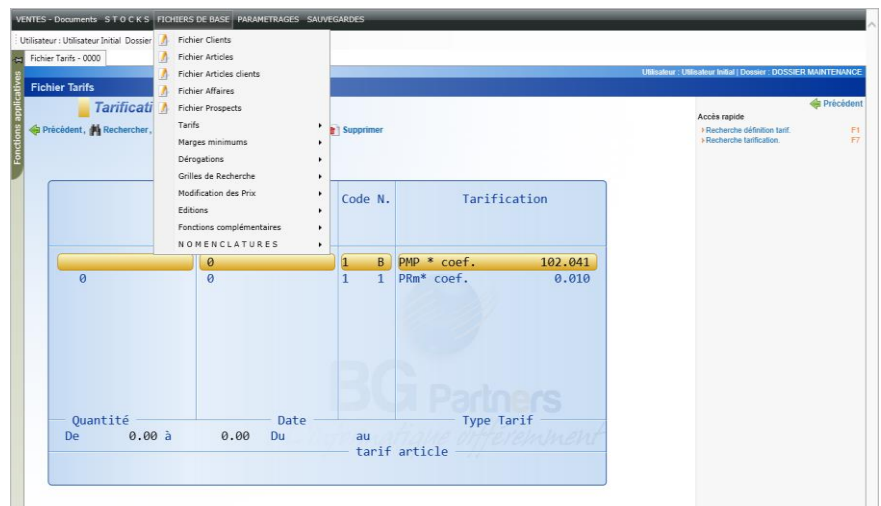 VENTES - Documents S T O C K S FICHIERS DE BASE PARAMETRAGES SAUVEGARDES
Utilisateur : Utilisateur Initial Dossier
Fichier Tarifs - 0000
Utilisateur : Utilisateur Initial | Dossier : DOSSIER MAINTENANCE
Fichier Tarifs
Fonctions applicatives
Tarificati
Précédent, Rechercher, Supprimer
Fichier Clients
Fichier Articles
Fichier Articles clients
Fichier Affaires
Fichier Prospects
Tarifs
Marges minimums
Dérogations
Grilles de Recherche
Modification des Prix
Editions
Fonctions complémentaires
N O M E N C L A T U R E S
Précédent
Accès rapide
Recherche définition tarif. F1
Recherche tarification. F7
Code N. Tarification
0 1 B PMP * coef. 102.041
0 0 1 1 PRm* coef. 0.010
BG Partners
Quantité Date Type Tarif
De 0.00 à 0.00 Du au
différemment
tarif article